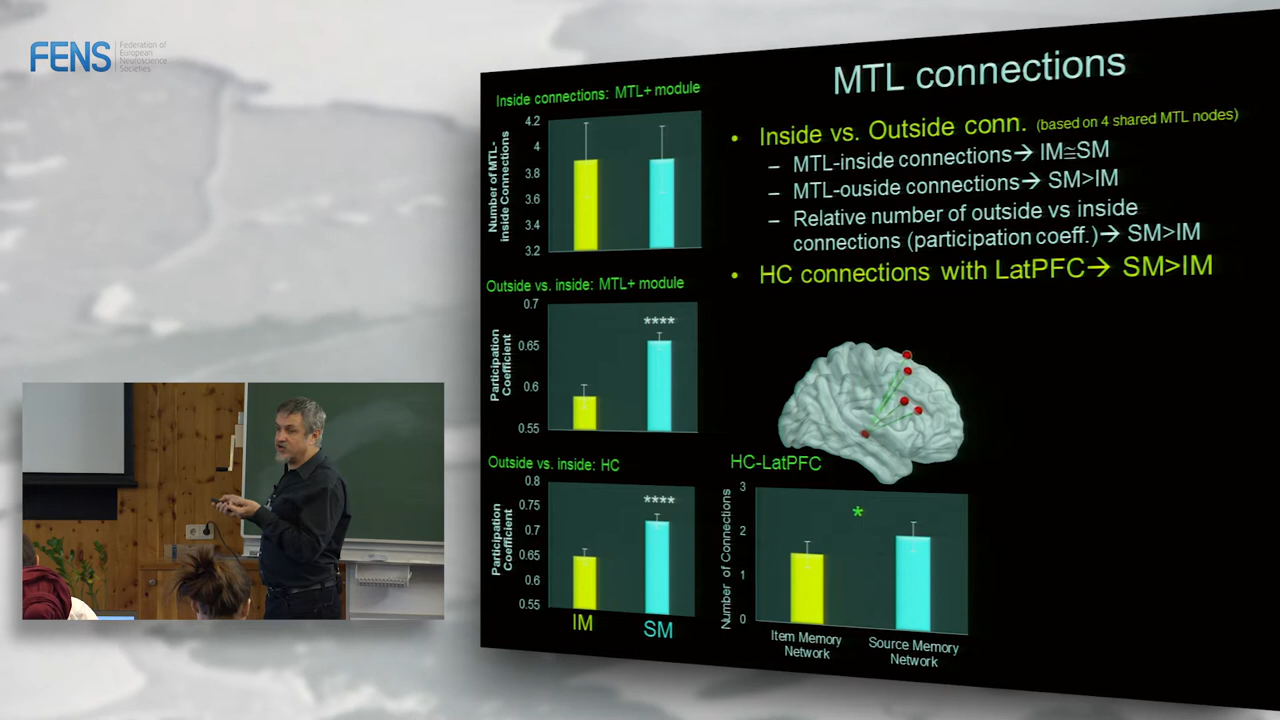 FENS
Federation of
European
Neuroscience
Societies
MTL connections
Inside connections: MTL+ module
Number of MTL-
inside Connections
4.2
4
3.8
3.6
3.4
3.2
Outside vs. inside: MTL+ module
Participation
Coefficient
0.7
0.65
0.6
0.55
****
Outside vs. inside: HC
Participation
Coefficient
0.8
0.75
0.7
0.65
0.6
0.55
****
IM
SM
• Inside vs. Outside conn. (based on 4 shared MTL nodes)
– MTL-inside connections→ IM≅SM
– MTL-ouside connections→ SM>IM
– Relative number of outside vs inside
connections (participation coeff.)→ SM>IM
• HC connections with LatPFC→ SM>IM
HC-LatPFC
Number of Connections
3
2
1
0
*
Item Memory
Network
Source Memory
Network